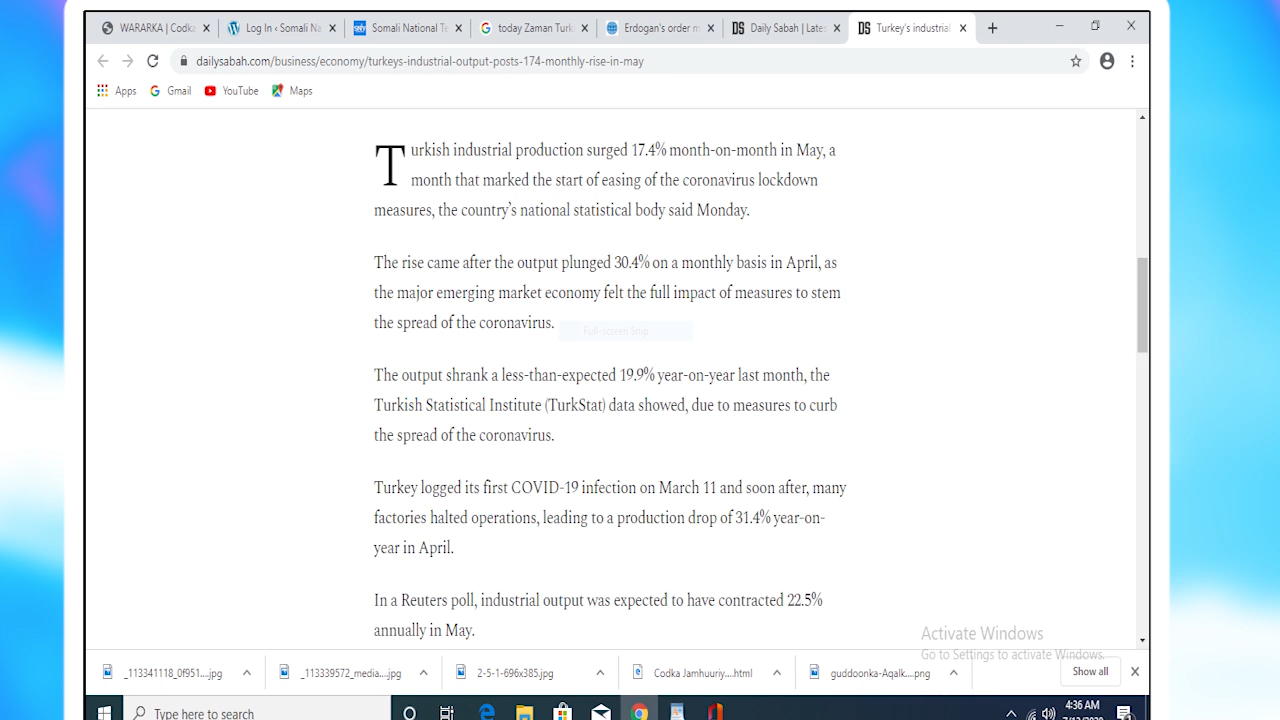 WARARKA | Codka
Log In ‹ Somali Na
Somali National Te
today Zaman Turk
Erdogan's order m
Daily Sabah | Lates
Turkey's industrial
dailysabah.com/business/economy/turkeys-industrial-output-posts-174-monthly-rise-in-may
Apps Gmail YouTube Maps
Turkish industrial production surged 17.4% month-on-month in May, a
month that marked the start of easing of the coronavirus lockdown
measures, the country’s national statistical body said Monday.
The rise came after the output plunged 30.4% on a monthly basis in April, as
the major emerging market economy felt the full impact of measures to stem
the spread of the coronavirus.
Full-screen Snip
The output shrank a less-than-expected 19.9% year-on-year last month, the
Turkish Statistical Institute (TurkStat) data showed, due to measures to curb
the spread of the coronavirus.
Turkey logged its first COVID-19 infection on March 11 and soon after, many
factories halted operations, leading to a production drop of 31.4% year-on-
year in April.
In a Reuters poll, industrial output was expected to have contracted 22.5%
annually in May.
Activate Windows
Go to Settings to activate Windows.
_113341118_0f951....jpg
_113339572_media....jpg
2-5-1-696x385.jpg
Codka Jamhuuriy....html
guddoonka-Aqalk....png
Show all
Type here to search
4:36 AM